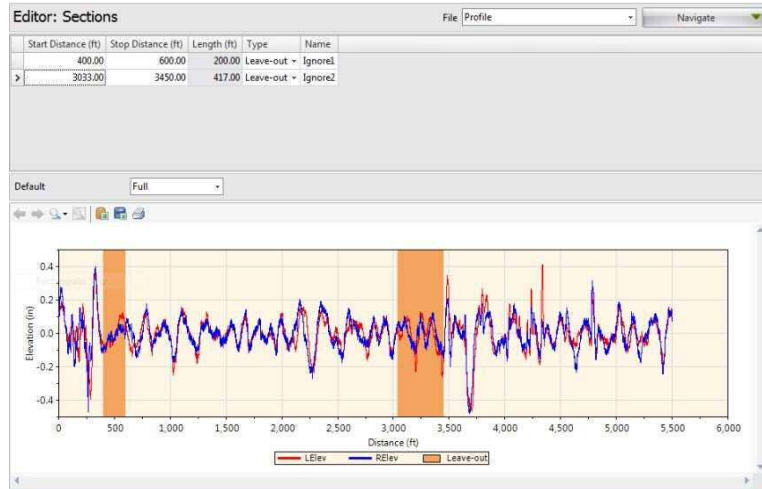 Editor: Sections File Profile Navigate
Start Distance (ft) Stop Distance (ft) Length (ft) Type Name
400.00 600.00 200.00 Leave-out Ignore1
3033.00 3450.00 417.00 Leave-out Ignore2
Default Full
0.4
0.2
0.0
-0.2
-0.4
Elevation (in)
0 500 1,000 1,500 2,000 2,500 3,000 3,500 4,000 4,500 5,000 5,500 6,000
Distance (ft)
LElev RElev Leave-out